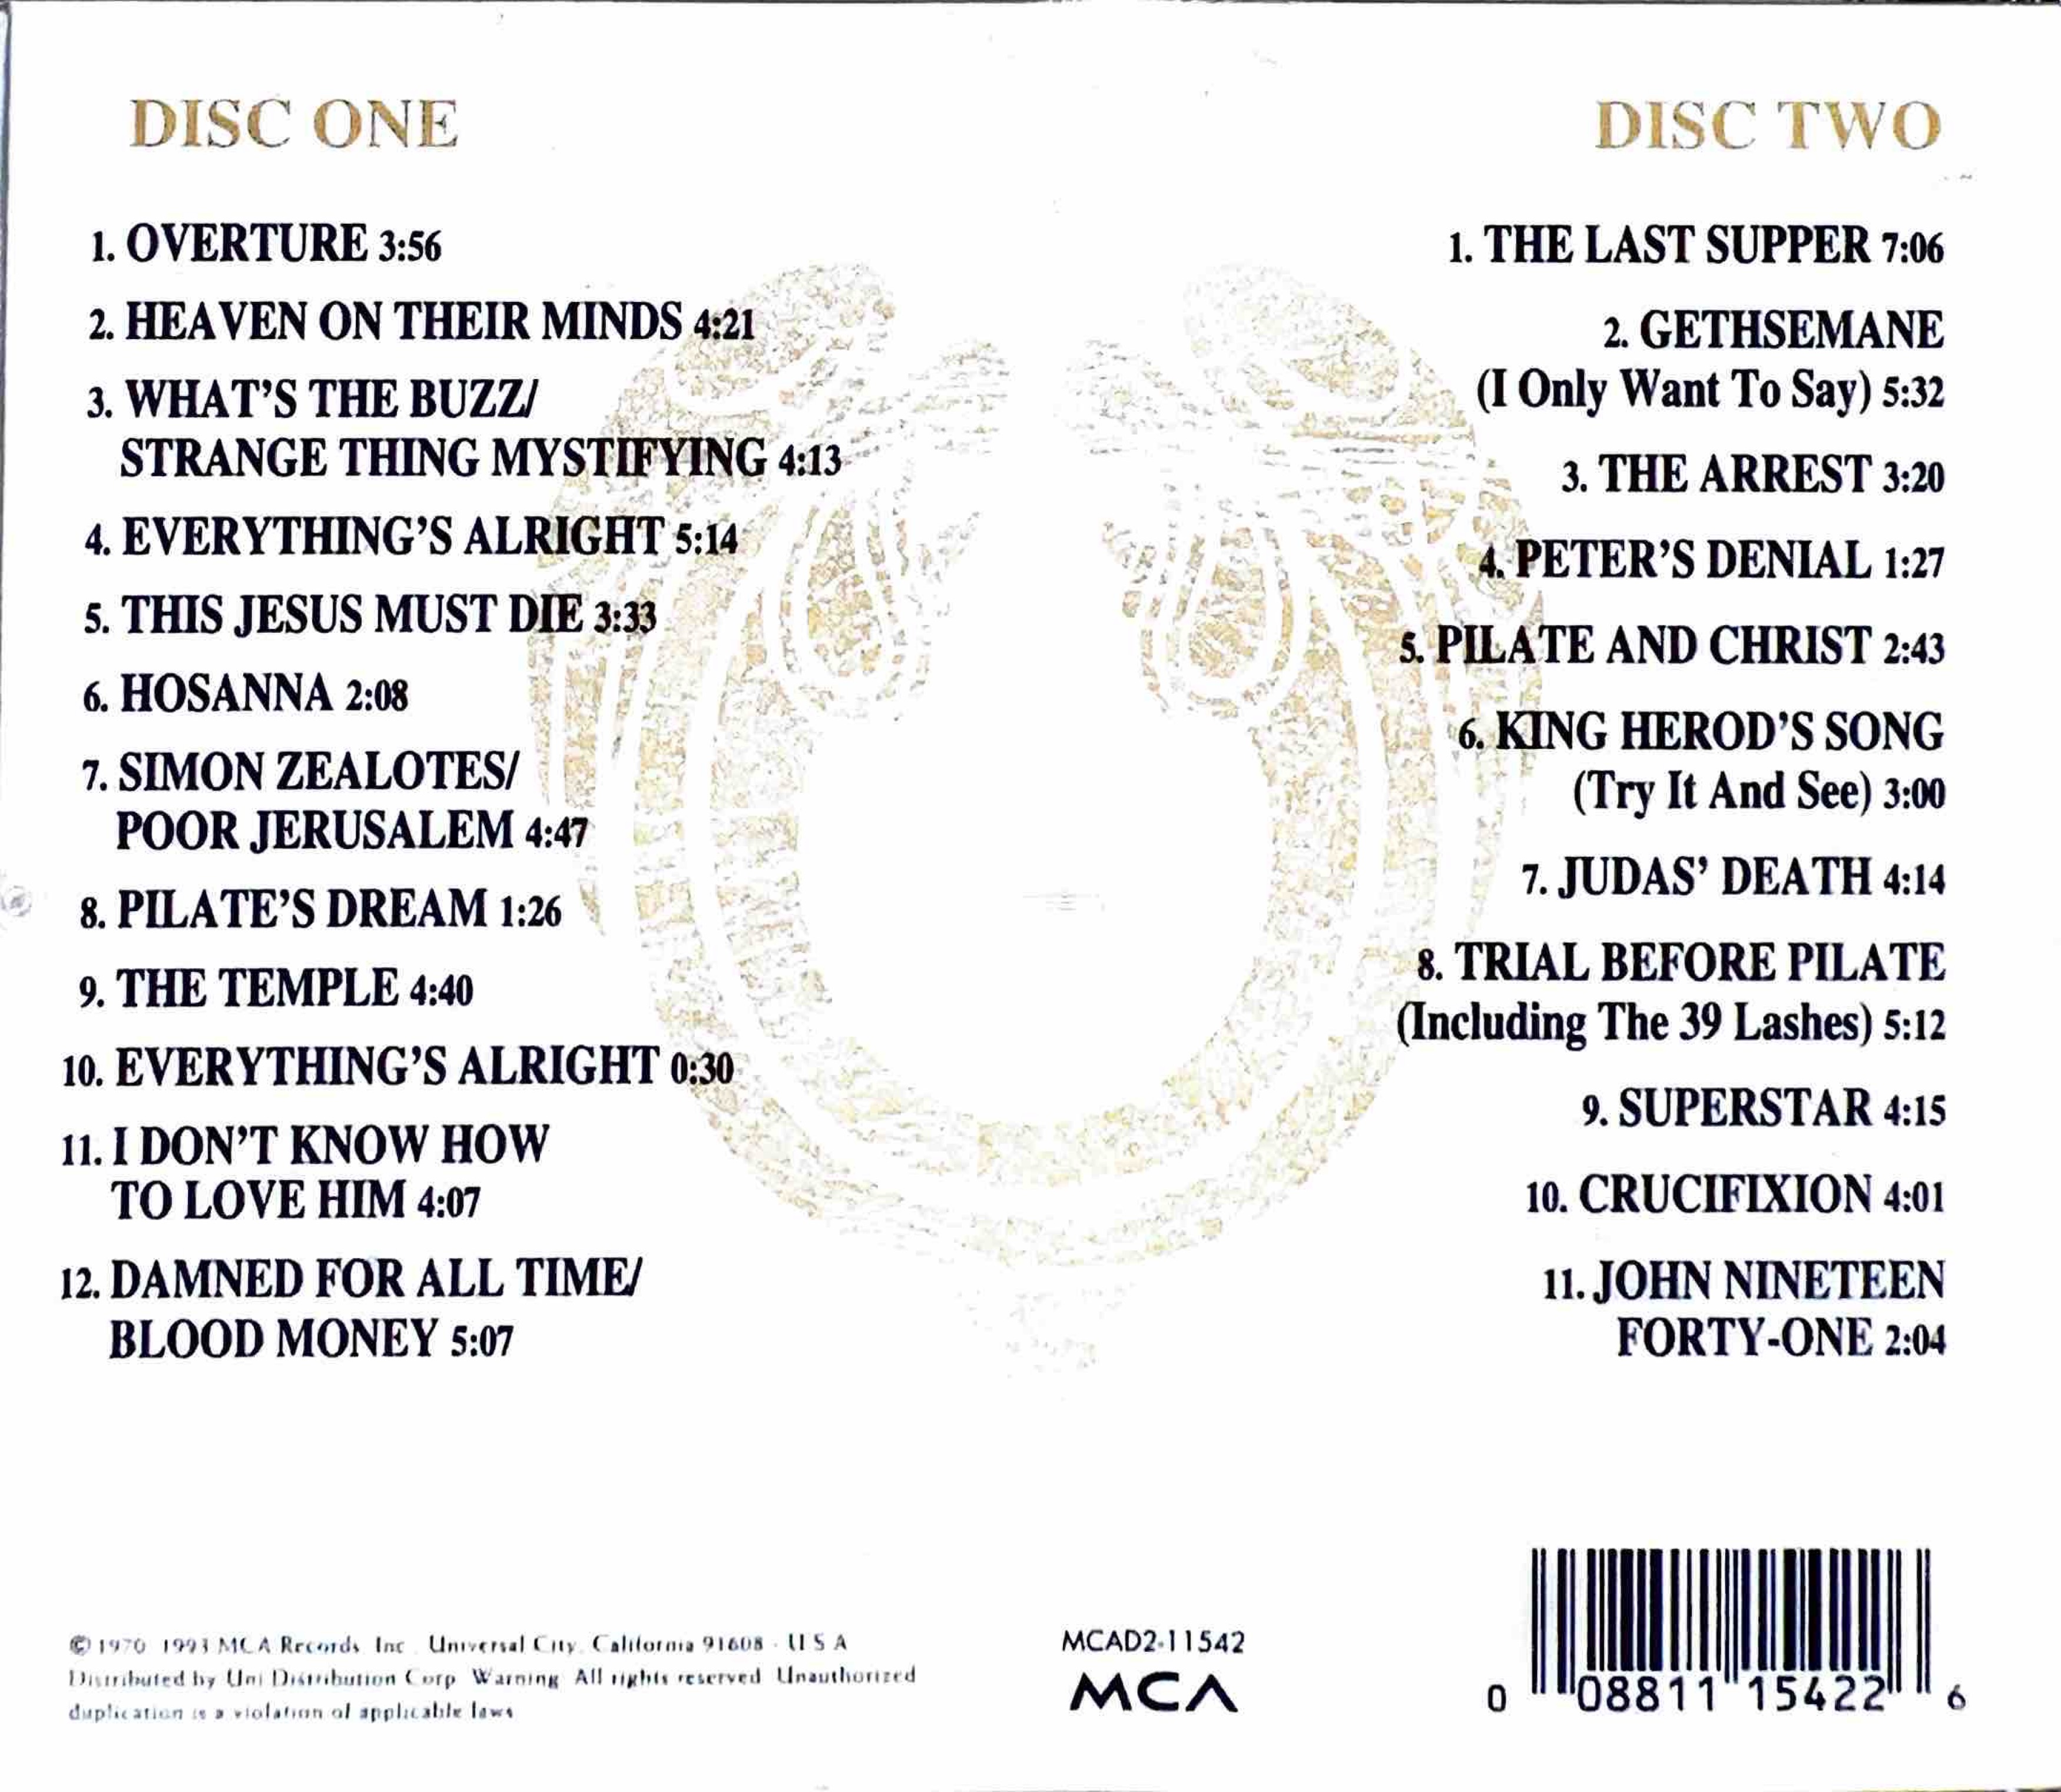 DISC ONE
1. OVERTURE 3:56
2. HEAVEN ON THEIR MINDS 4:21
3. WHAT'S THE BUZZ/
STRANGE THING MYSTIFYING 4:13
4. EVERYTHING'S ALRIGHT 5:14
5. THIS JESUS MUST DIE 3:33
6. HOSANNA 2:08
7. SIMON ZEALOTES/
POOR JERUSALEM 4:47
8. PILATE'S DREAM 1:26
9. THE TEMPLE 4:40
10. EVERYTHING'S ALRIGHT 0:30
11. I DON'T KNOW HOW
TO LOVE HIM 4:07
12. DAMNED FOR ALL TIME/
BLOOD MONEY 5:07
DISC TWO
1. THE LAST SUPPER 7:06
2. GETHSEMANE
(I Only Want To Say) 5:32
3. THE ARREST 3:20
4. PETER'S DENIAL 1:27
5. PILATE AND CHRIST 2:43
6. KING HEROD'S SONG
(Try It And See) 3:00
7. JUDAS' DEATH 4:14
8. TRIAL BEFORE PILATE
(Including The 39 Lashes) 5:12
9. SUPERSTAR 4:15
10. CRUCIFIXION 4:01
11. JOHN NINETEEN
FORTY-ONE 2:04
© 1970 1993 MCA Records, Inc., Universal City, California 91608 - U S A
Distributed by Uni Distribution Corp. Warning: All rights reserved. Unauthorized
duplication is a violation of applicable laws
MCAD2-11542
MCA
0 08811 15422 6